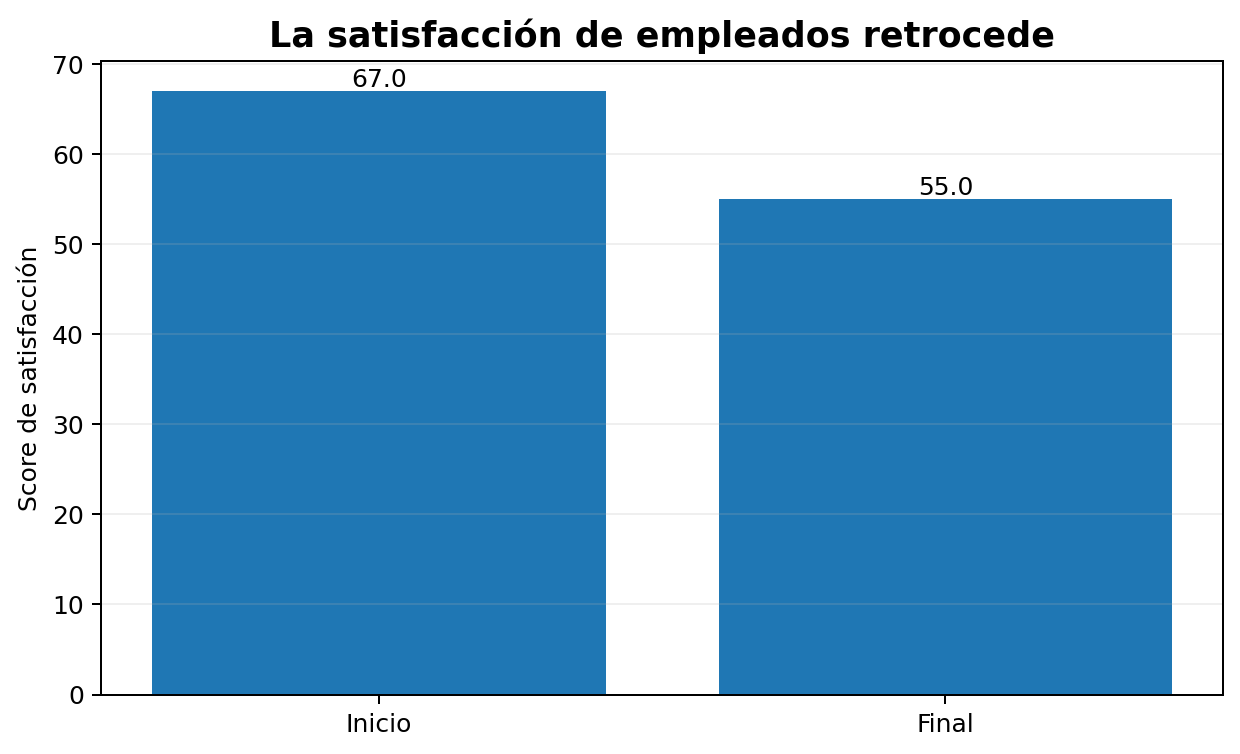 La satisfacción de empleados retrocede
Score de satisfacción
70
60
50
40
30
20
10
0
67.0
55.0
Inicio
Final